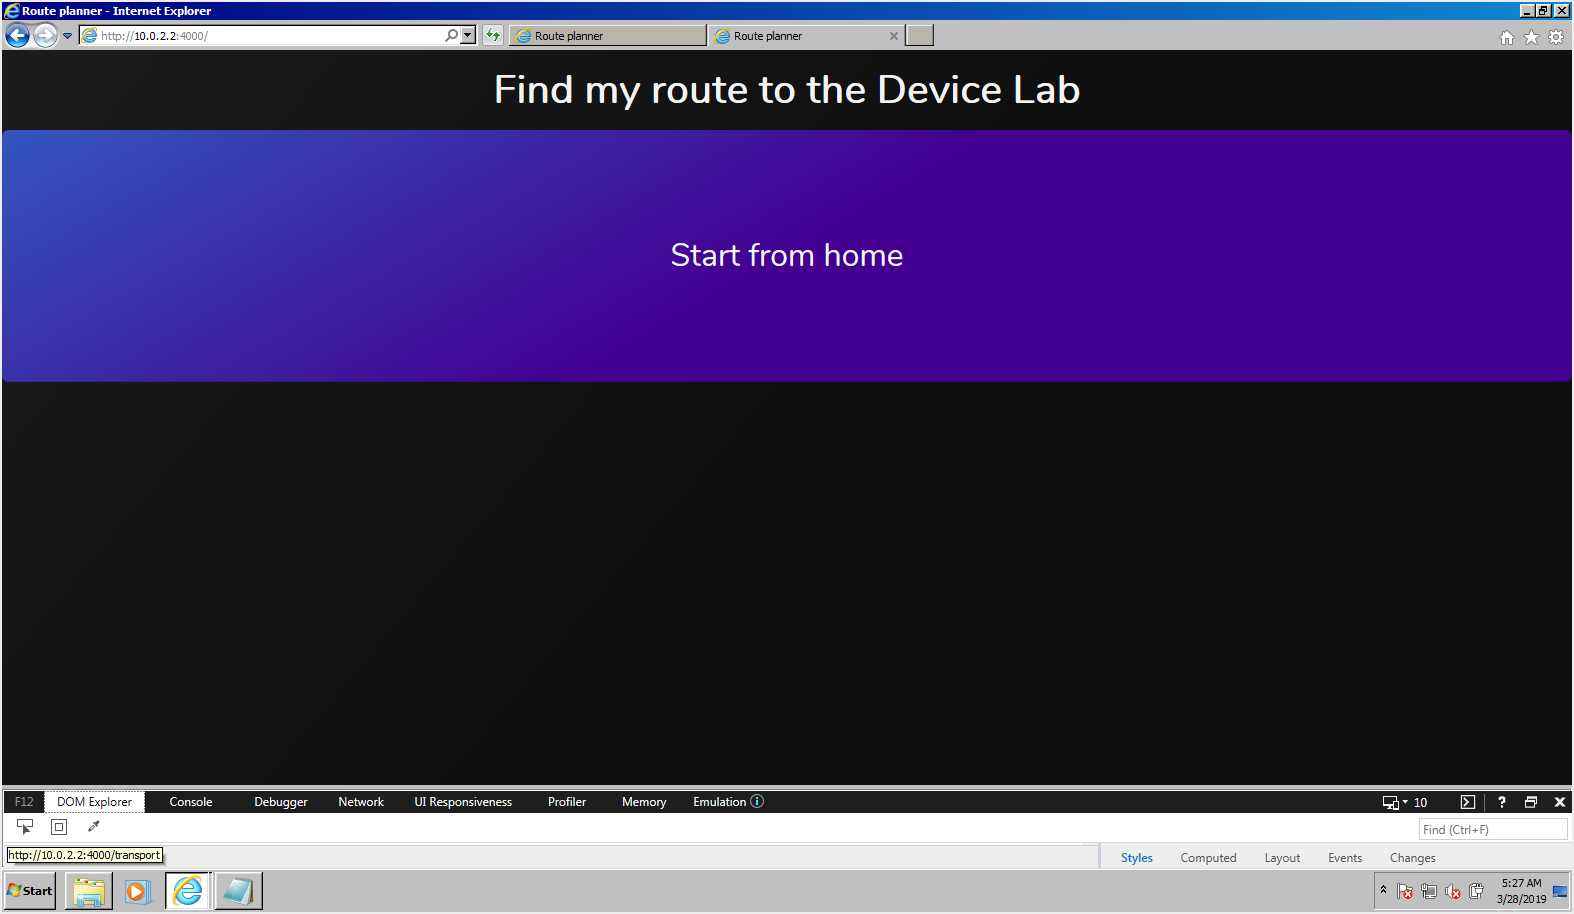 Route planner - Internet Explorer
http://10.0.2.2:4000/
Route planner
Route planner
Find my route to the Device Lab
Start from home
F12
DOM Explorer
Console
Debugger
Network
UI Responsiveness
Profiler
Memory
Emulation
10
?
Find (Ctrl+F)
http://10.0.2.2:4000/transport
Styles
Computed
Layout
Events
Changes
Start
5:27 AM
3/28/2019